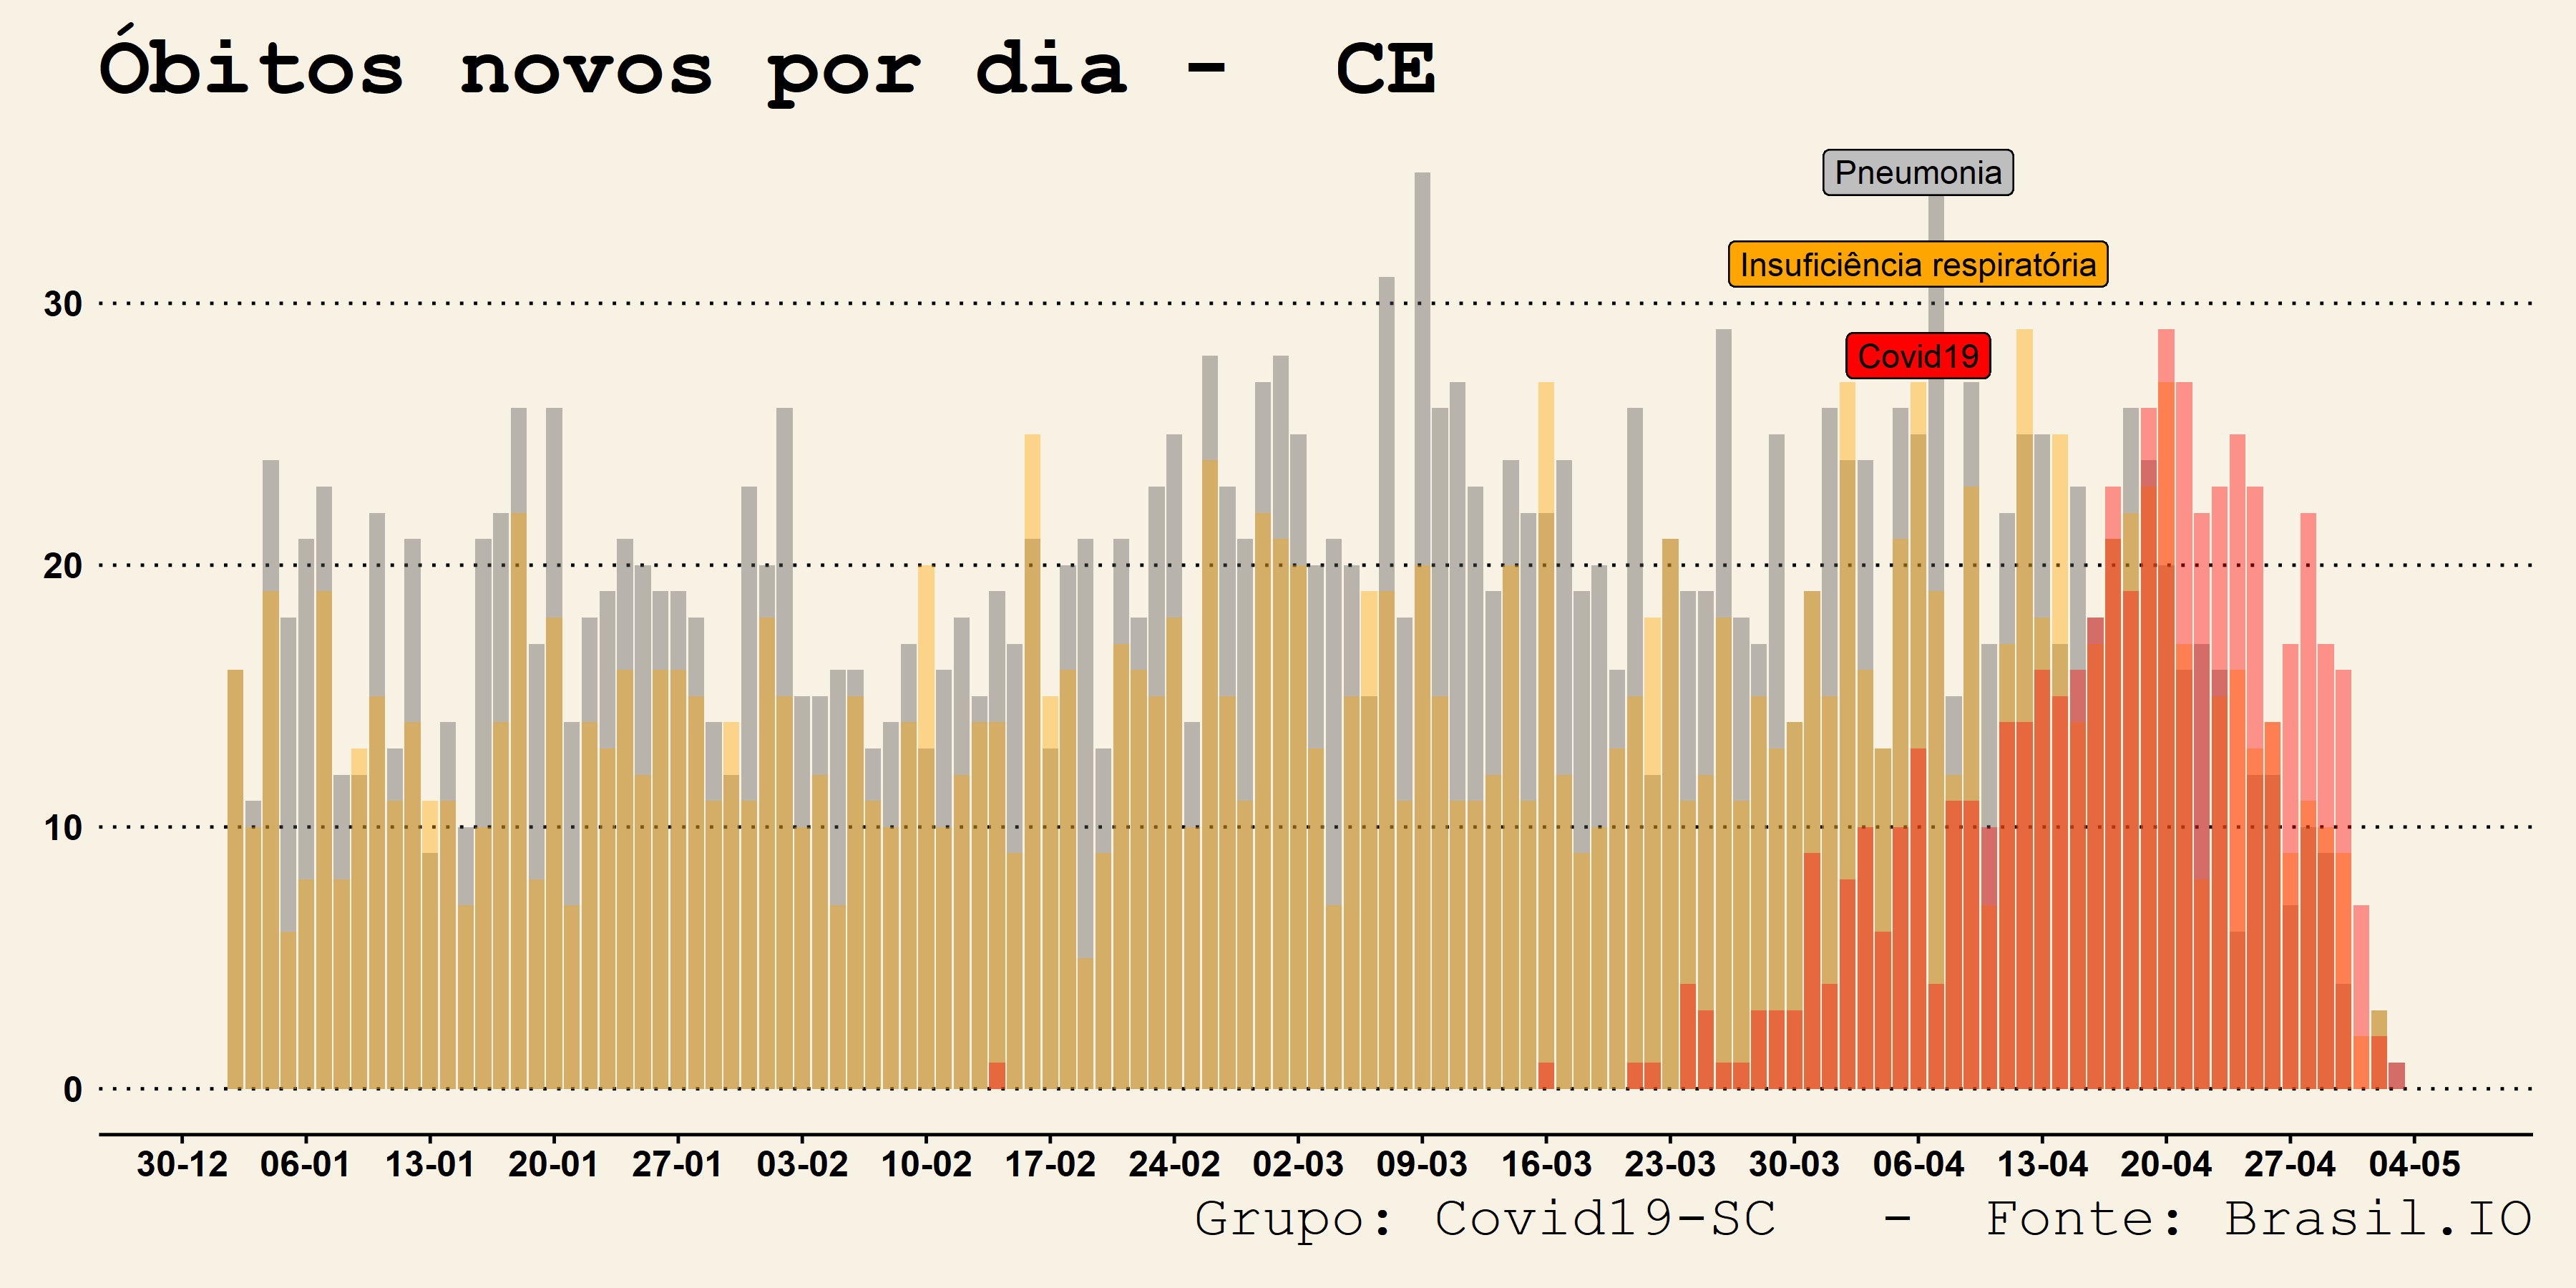 Óbitos novos por dia - CE
Pneumonia
Insuficiência respiratória
Covid19
30
20
10
0
30-12 06-01 13-01 20-01 27-01 03-02 10-02 17-02 24-02 02-03 09-03 16-03 23-03 30-03 06-04 13-04 20-04 27-04 04-05
Grupo: Covid19-SC - Fonte: Brasil.IO